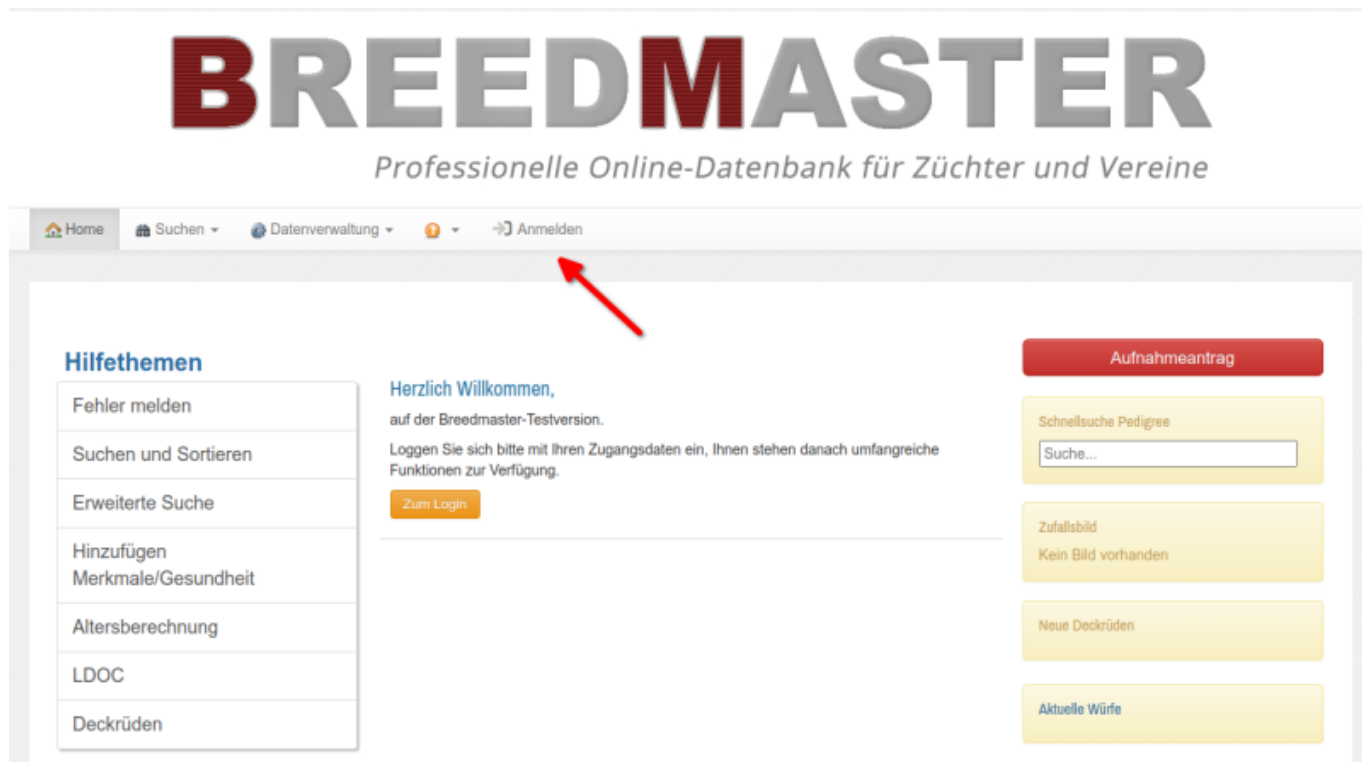 BREEDMASTER
Professionelle Online-Datenbank für Züchter und Vereine
Home Suchen Datenverwaltung Anmelden
Hilfethemen
Fehler melden
Suchen und Sortieren
Erweiterte Suche
Hinzufügen
Merkmale/Gesundheit
Altersberechnung
LDOC
Deckrüden
Herzlich Willkommen,
auf der Breedmaster-Testversion.
Loggen Sie sich bitte mit Ihren Zugangsdaten ein, Ihnen stehen danach umfangreiche
Funktionen zur Verfügung.
Zum Login
Aufnahmeantrag
Schnellsuche Pedigree
Suche...
Zufallsbild
Kein Bild vorhanden
Neue Deckrüden
Aktuelle Würfe